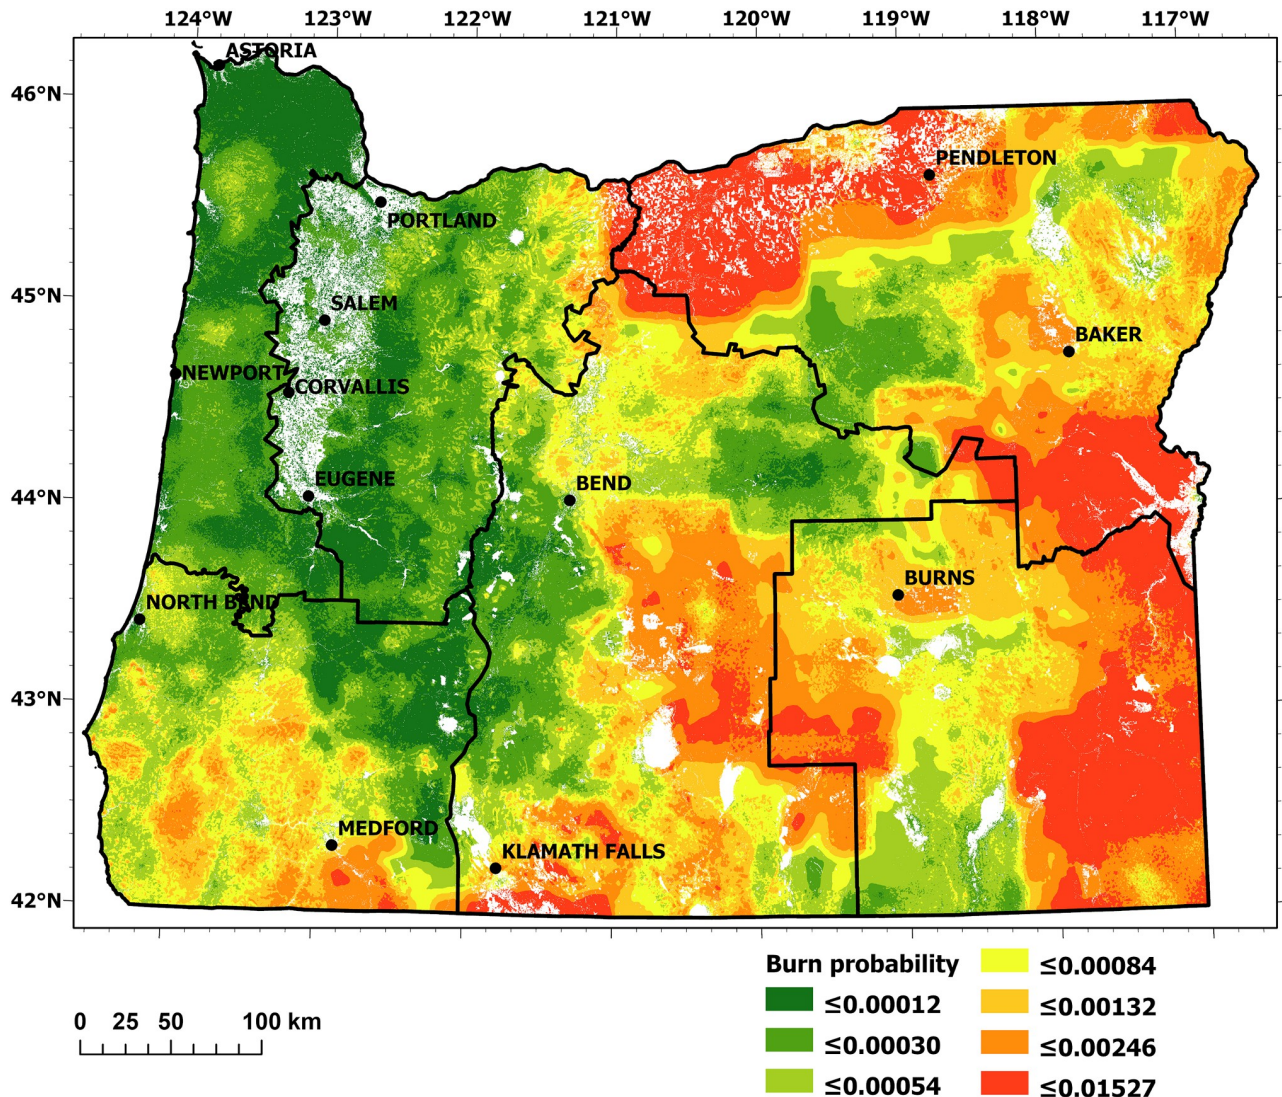 124°W 123°W 122°W 121°W 120°W 119°W 118°W 117°W
46°N
45°N
44°N
43°N
42°N
ASTORIA
PENDLETON
PORTLAND
SALEM
BAKER
NEWPORT
CORVALLIS
EUGENE
BEND
BURNS
NORTH BEND
MEDFORD
KLAMATH FALLS
Burn probability
≤0.00012
≤0.00030
≤0.00054
≤0.00084
≤0.00132
≤0.00246
≤0.01527
0 25 50 100 km